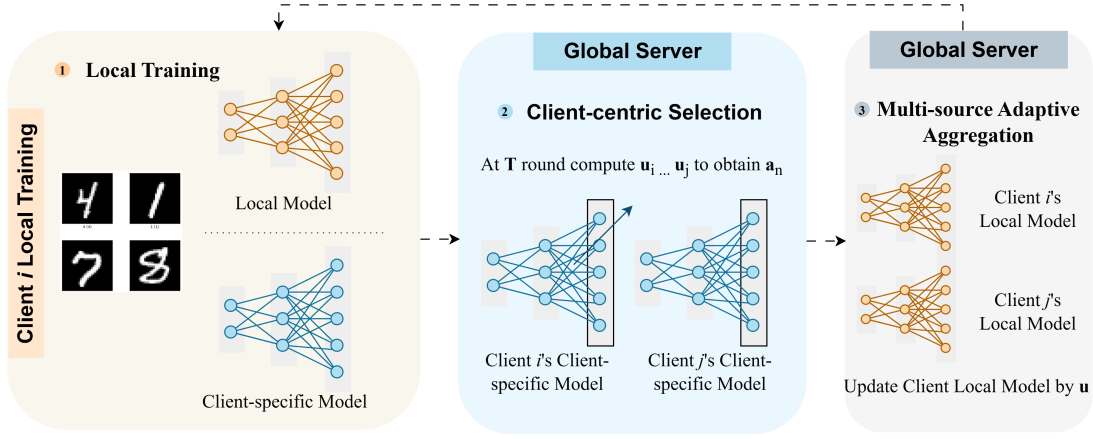 Client i Local Training
1 Local Training
Local Model
Client-specific Model
Global Server
2 Client-centric Selection
At T round compute u_i ... u_j to obtain a_n
Client i's Client-
specific Model
Client j's Client-
specific Model
Global Server
3 Multi-source Adaptive
Aggregation
Client i's
Local Model
Client j's
Local Model
Update Client Local Model by u